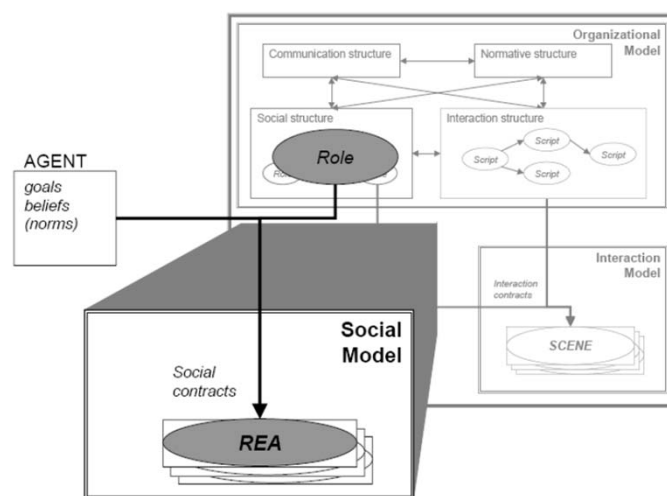 Organizational
Model
Communication structure
Normative structure
Social structure
Interaction structure
Role
Script
Script
Script
Script
AGENT
goals
beliefs
(norms)
Interaction
Model
Interaction
contracts
SCENE
Social
Model
Social
contracts
REA